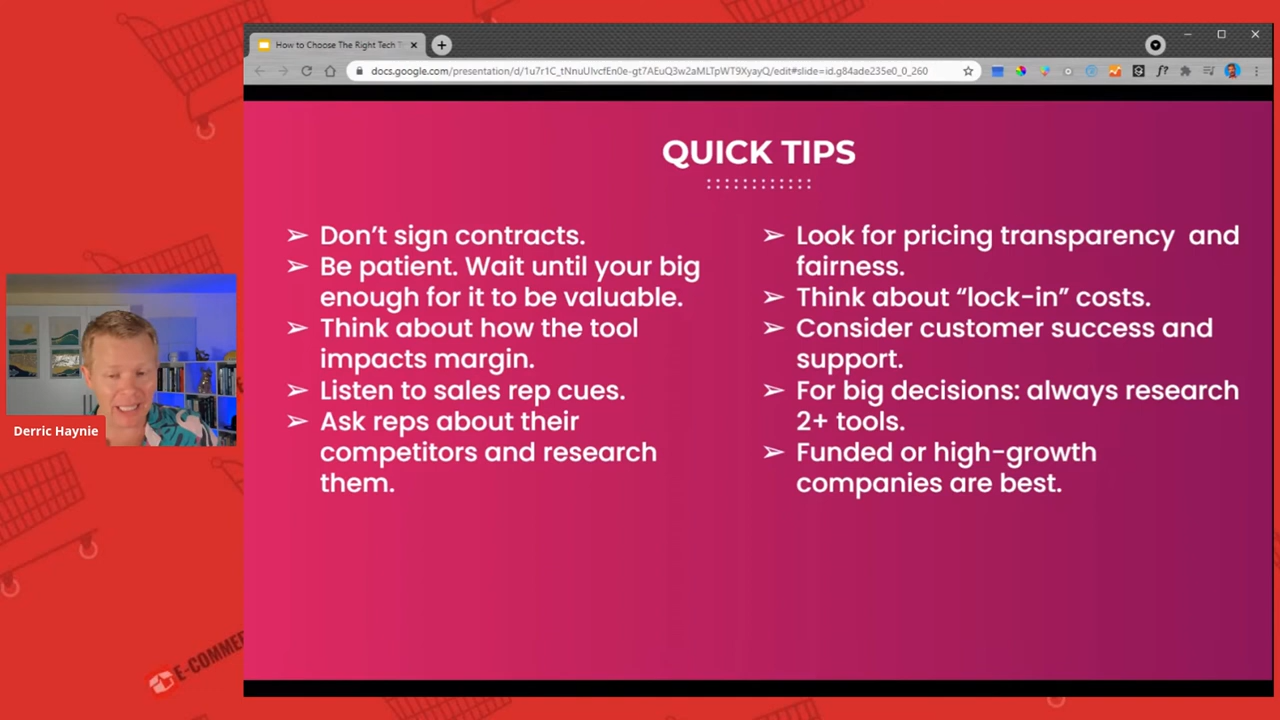 How to Choose The Right Tech
docs.google.com/presentation/d/1u7r1C_tNnuUIvcfEn0e-gt7AEuQ3w2aMLTpWT9XyayQ/edit#slide=id.g84ade235e0_0_260
QUICK TIPS
➢ Don’t sign contracts.
➢ Be patient. Wait until your big
enough for it to be valuable.
➢ Think about how the tool
impacts margin.
➢ Listen to sales rep cues.
➢ Ask reps about their
competitors and research
them.
➢ Look for pricing transparency and
fairness.
➢ Think about “lock-in” costs.
➢ Consider customer success and
support.
➢ For big decisions: always research
2+ tools.
➢ Funded or high-growth
companies are best.
Derric Haynie
E-COMMER